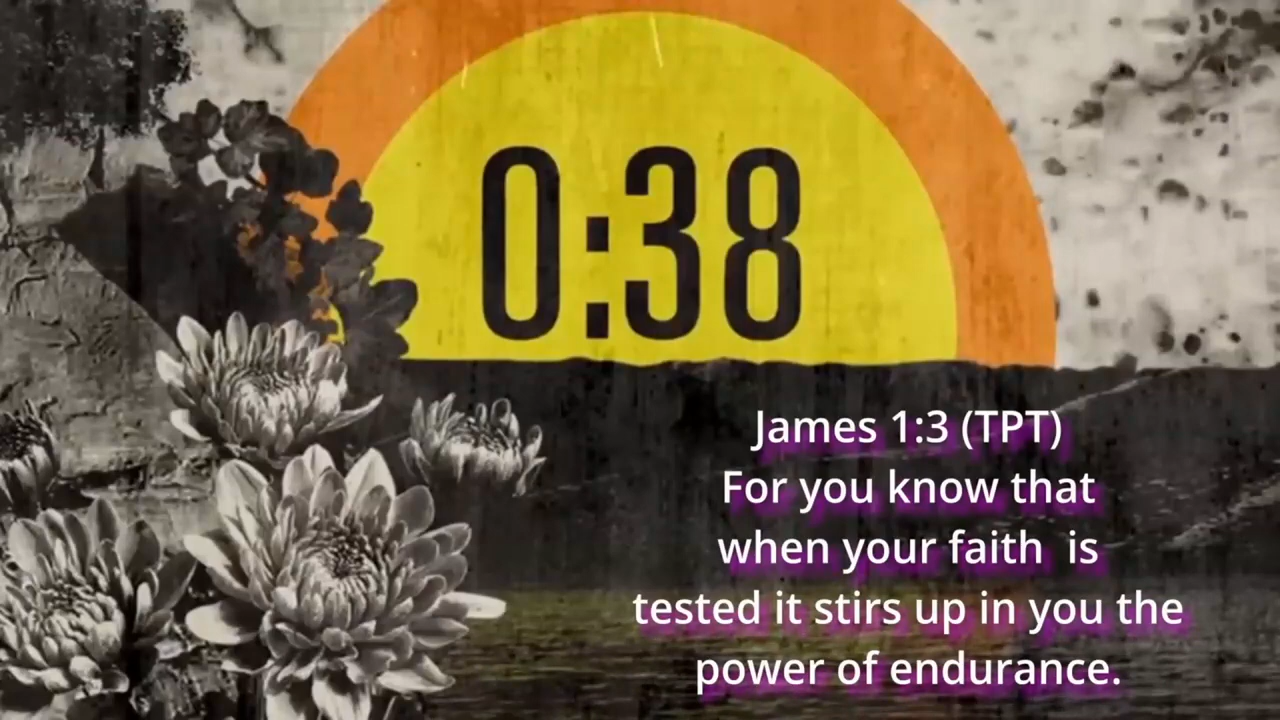 0:38
James 1:3 (TPT)
For you know that
when your faith  is
tested it stirs up in you the
power of endurance.